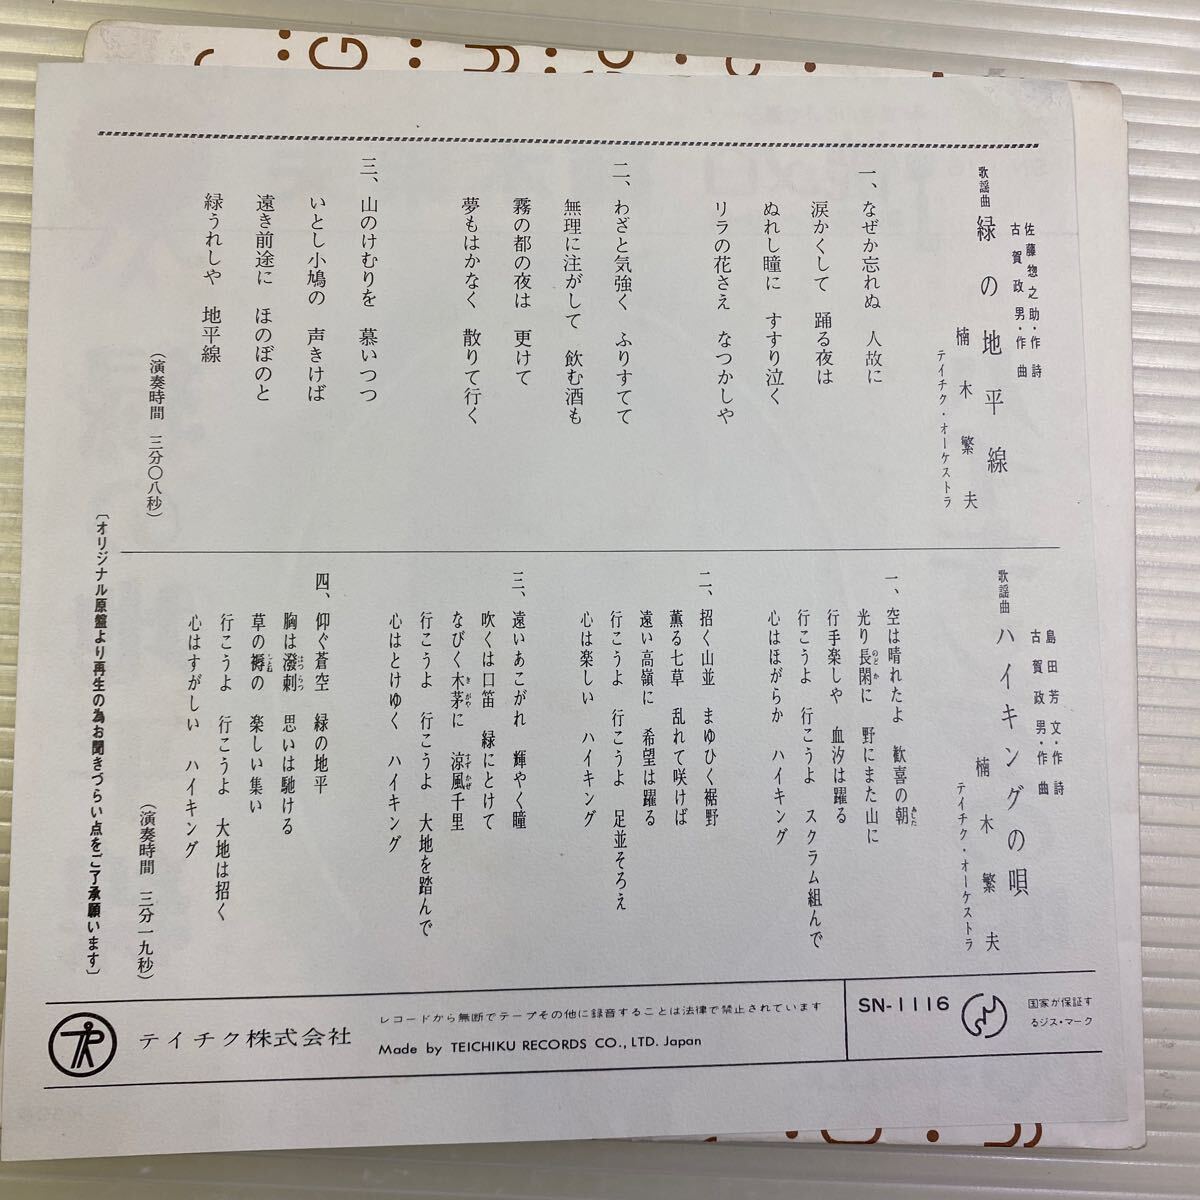 佐藤惣之助・作詩
古賀政男・作曲
歌謡曲 緑の地平線
楠木繁夫
テイチク・オーケストラ
一、なぜか忘れぬ 人故に
涙かくして 踊る夜は
ぬれし瞳に すすり泣く
リラの花さえ なつかしや
二、わざと気強く ふりすてて
無理に注がして 飲む酒も
霧の都の夜は 更けて
夢もはかなく 散りて行く
三、山のけむりを 慕いつつ
いとし小鳩の 声きけば
遠き前途に ほのぼのと
緑うれしや 地平線
(演奏時間 三分〇八秒)
島田芳文・作詩
古賀政男・作曲
歌謡曲 ハイキングの唄
楠木繁夫
テイチク・オーケストラ
一、空は晴れたよ 歓喜の朝(あした)
光り長閑(のどか)に 野にまた山に
行手楽しや 血汐は躍る
行こうよ 行こうよ スクラム組んで
心はほがらか ハイキング
二、招く山並 まゆひく裾野
薫る七草 乱れて咲けば
遠い高嶺に 希望は躍る
行こうよ 行こうよ 足並そろえ
心は楽しい ハイキング
三、遠いあこがれ 輝やく瞳
吹くは口笛 緑にとけて
なびく木茅(きがや)に 涼風(すずかぜ)千里
行こうよ 行こうよ 大地を踏んで
心はとけゆく ハイキング
四、仰ぐ蒼空 緑の地平
胸は潑剌(はつらつ) 思いは馳ける
草の褥(しとね)の 楽しい集い
行こうよ 行こうよ 大地は招く
心はすがしい ハイキング
(演奏時間 三分一九秒)
〔オリジナル原盤より再生の為お聞きづらい点をご了承願います〕
テイチク株式会社
レコードから無断でテープその他に録音することは法律で禁止されています
Made by TEICHIKU RECORDS CO., LTD. Japan
SN-1116
国家が保証す
るジス・マーク